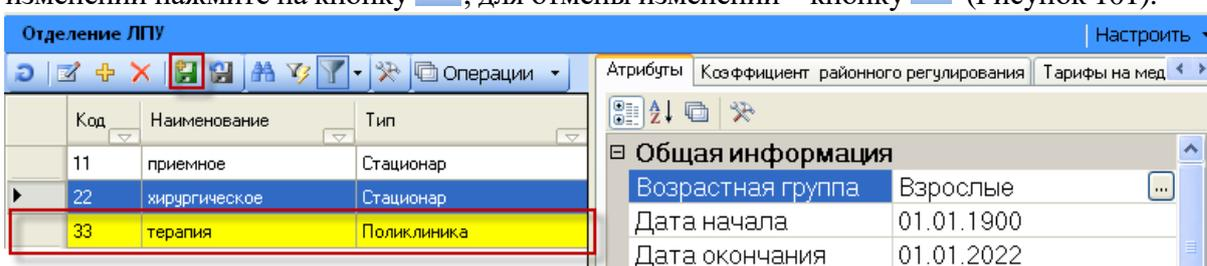 изменений нажмите на кнопку , для отмены изменений – кнопку (Рисунок 161).
Отделение ЛПУ
Настроить
Операции
Атрибуты Коэффициент районного регулирования Тарифы на мед
Код Наименование Тип
11 приемное Стационар
22 хирургическое Стационар
33 терапия Поликлиника
Общая информация
Возрастная группа Взрослые ...
Дата начала 01.01.1900
Дата окончания 01.01.2022